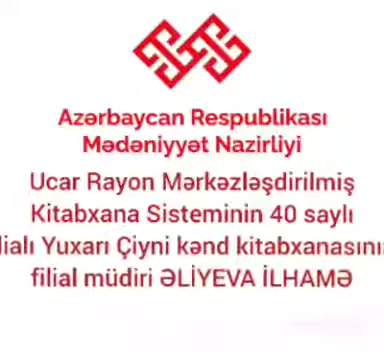 Azərbaycan Respublikası
Mədəniyyət Nazirliyi
Ucar Rayon Mərkəzləşdirilmiş
Kitabxana Sisteminin 40 saylı
lialı Yuxarı Çiyni kənd kitabxanasını
filial müdiri ƏLİYEVA İLHAMƏ